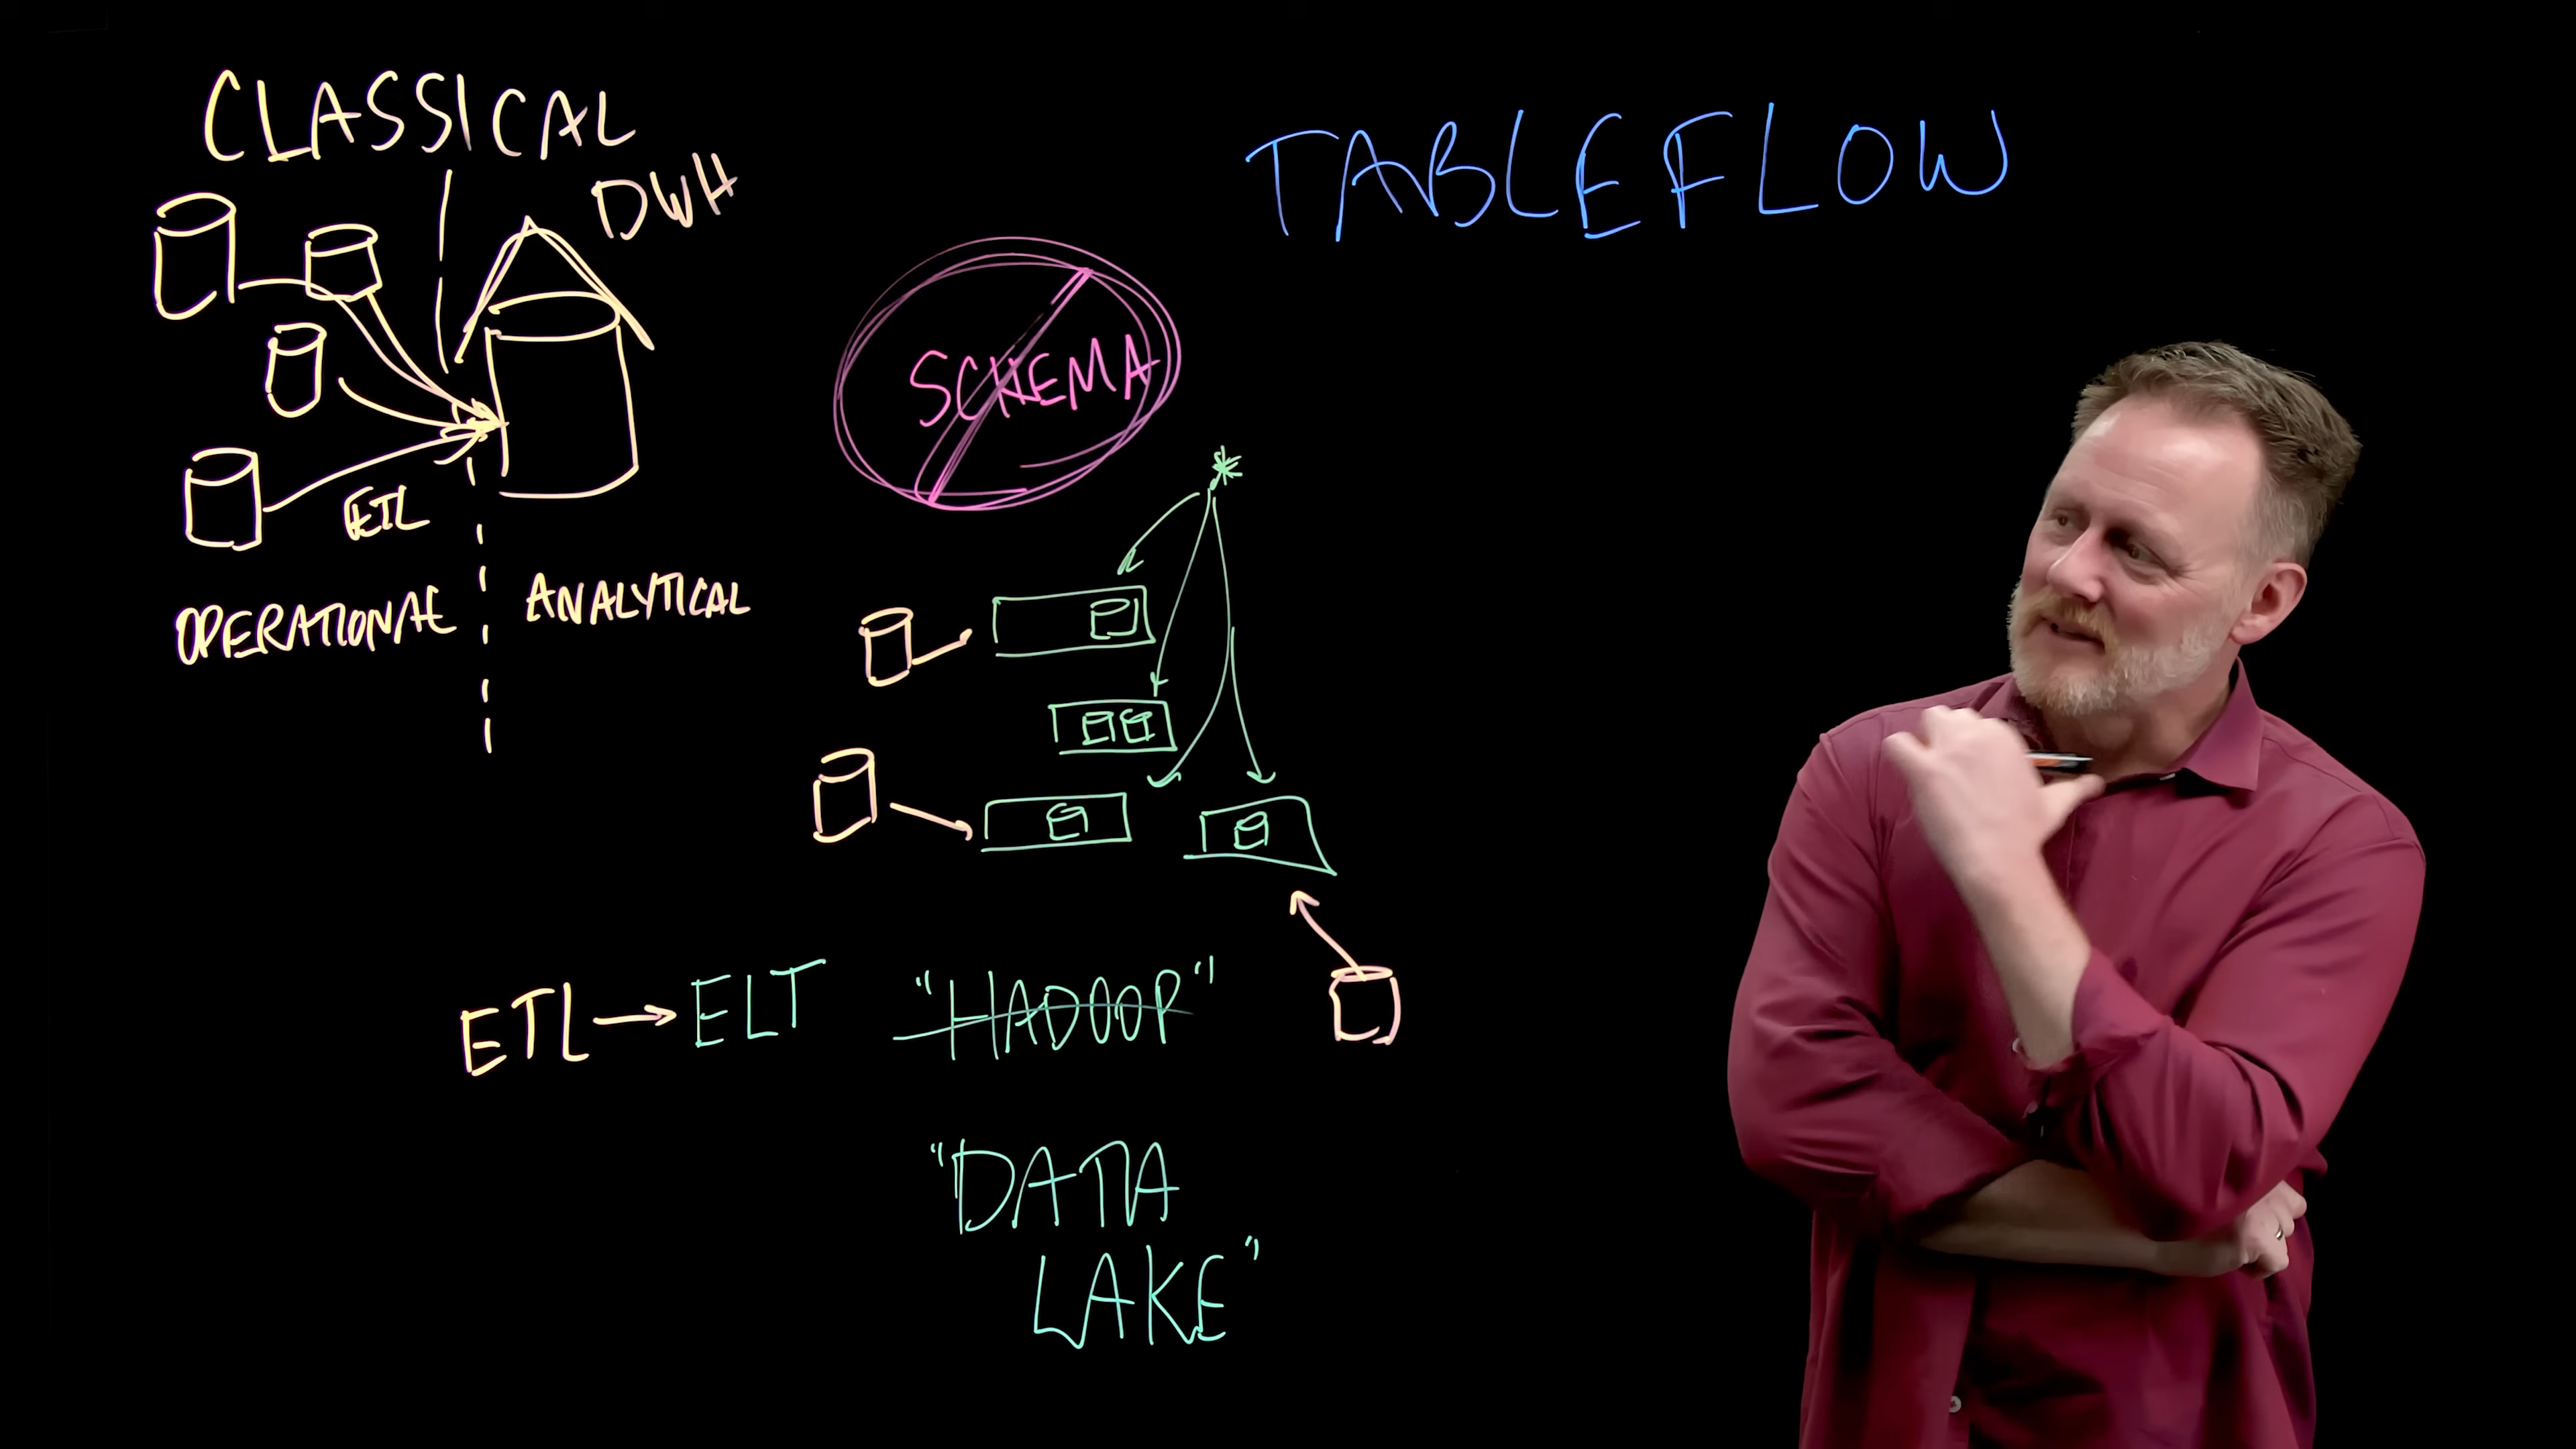 CLASSICAL
DWH
ETL
OPERATIONAL
ANALYTICAL
TABLEFLOW
SCHEMA
*
ETL → ELT
"HADOOP"
"DATA
LAKE"